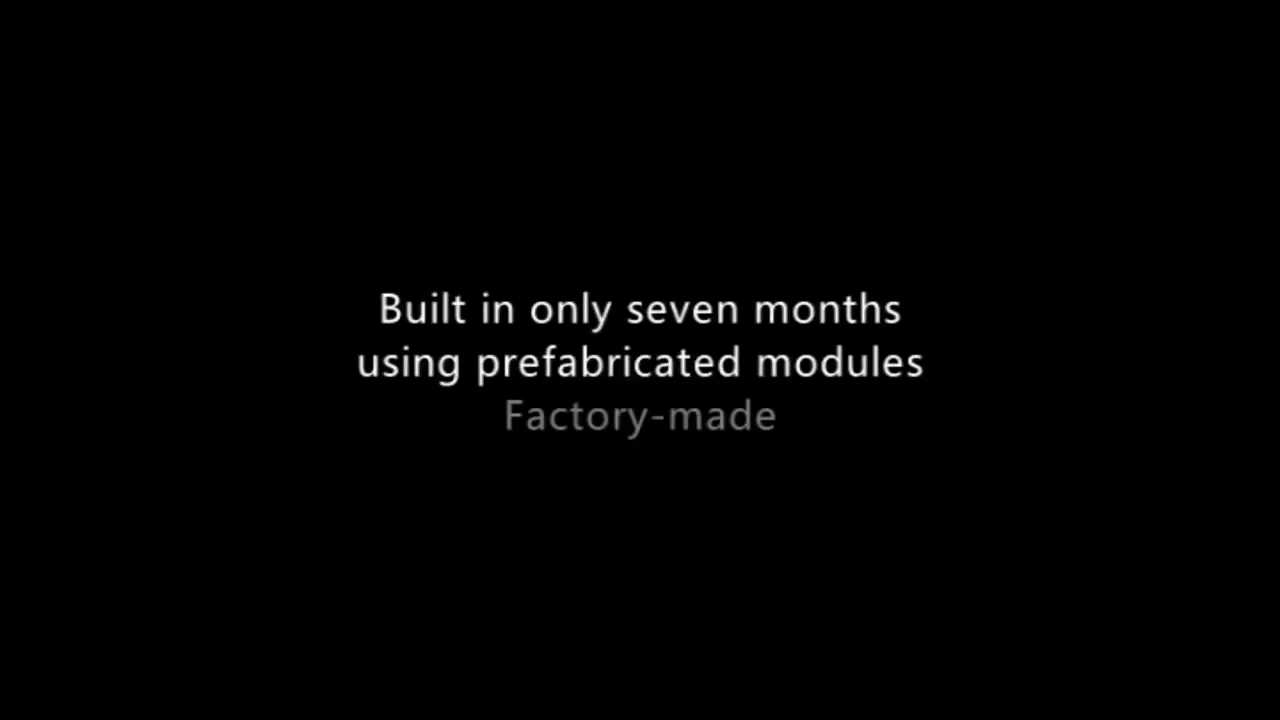 Built in only seven months
using prefabricated modules
Factory-made